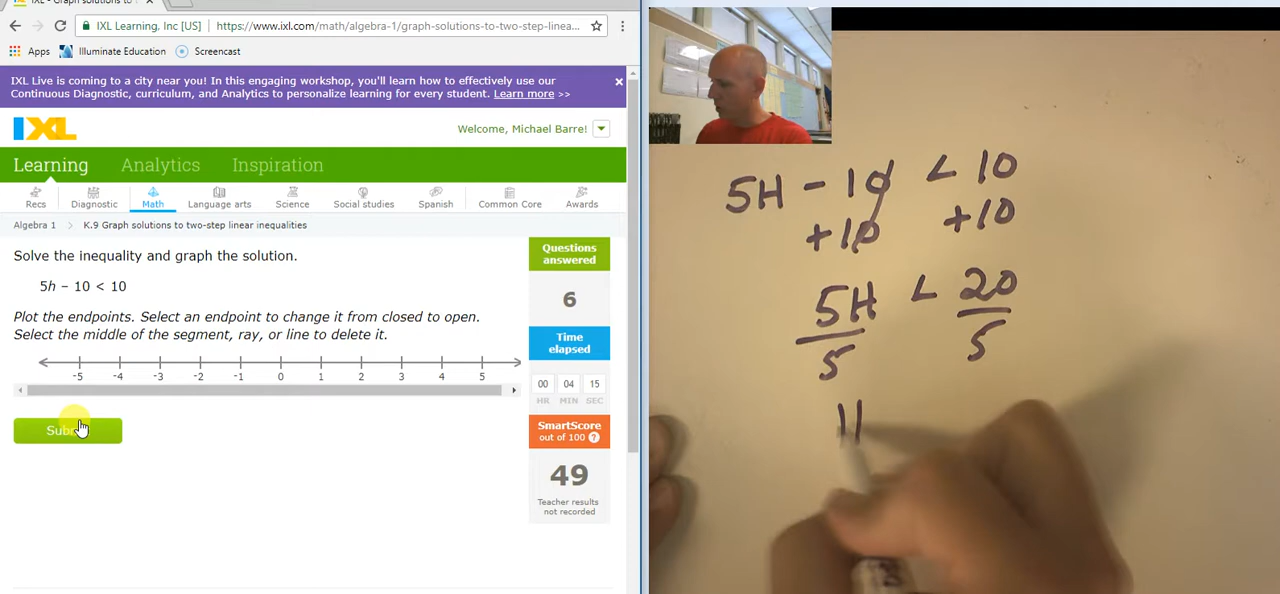 IXL Learning, Inc [US] | https://www.ixl.com/math/algebra-1/graph-solutions-to-two-step-linea...
Apps Illuminate Education Screencast
IXL Live is coming to a city near you! In this engaging workshop, you'll learn how to effectively use our
Continuous Diagnostic, curriculum, and Analytics to personalize learning for every student. Learn more >>
IXL
Welcome, Michael Barre!
Learning Analytics Inspiration
Recs Diagnostic Math Language arts Science Social studies Spanish Common Core Awards
Algebra 1 > K.9 Graph solutions to two-step linear inequalities
Solve the inequality and graph the solution.
5h – 10 < 10
Plot the endpoints. Select an endpoint to change it from closed to open.
Select the middle of the segment, ray, or line to delete it.
-5 -4 -3 -2 -1 0 1 2 3 4 5
Questions
answered
6
Time
elapsed
00 04 15
HR MIN SEC
SmartScore
out of 100 ?
49
Teacher results
not recorded
5H - 10 < 10
+10 +10
5H < 20
5 5